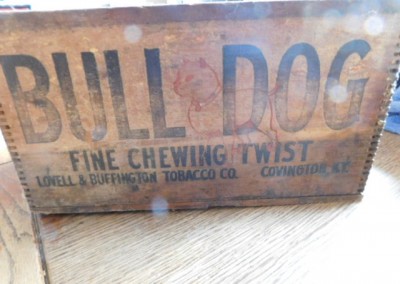 BULL DOG
FINE CHEWING TWIST
LOVELL & BUFFINGTON TOBACCO CO. COVINGTON, KY.